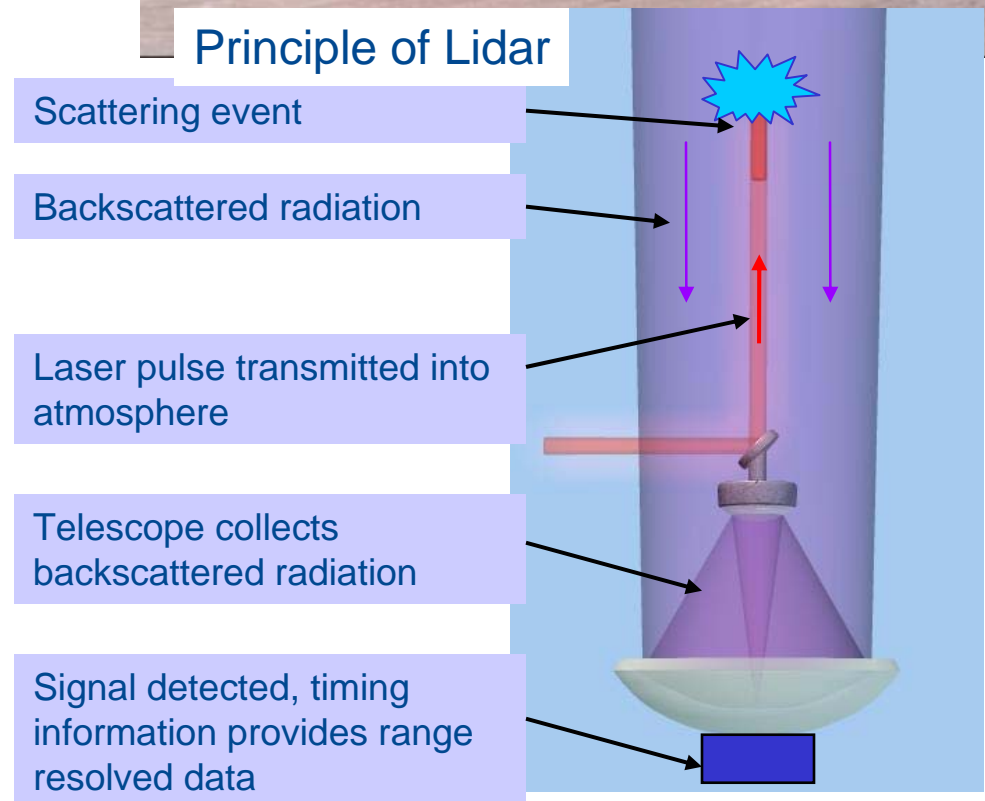 Principle of Lidar
Scattering event
Backscattered radiation
Laser pulse transmitted into
atmosphere
Telescope collects
backscattered radiation
Signal detected, timing
information provides range
resolved data